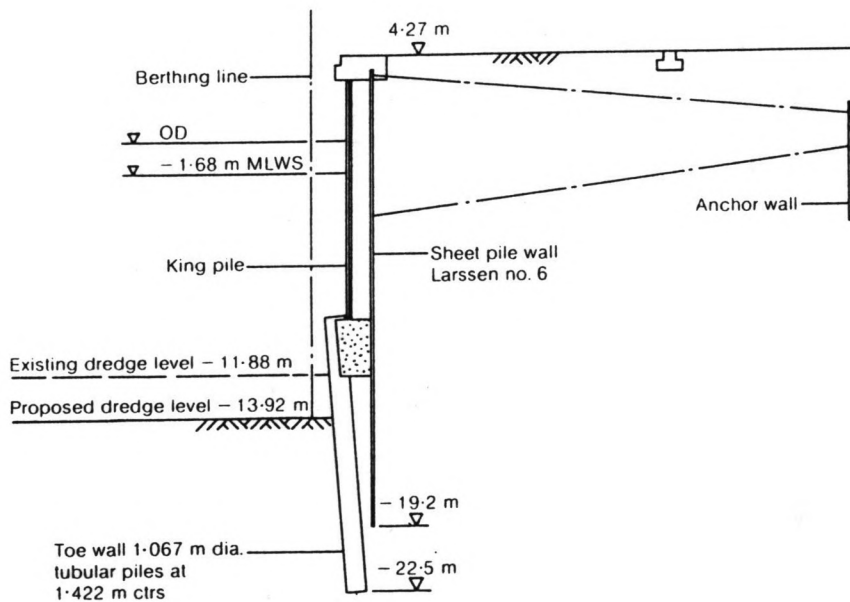 4·27 m
Berthing line
OD
– 1·68 m MLWS
Anchor wall
King pile
Sheet pile wall
Larssen no. 6
Existing dredge level – 11·88 m
Proposed dredge level – 13·92 m
– 19·2 m
Toe wall 1·067 m dia.
tubular piles at
1·422 m ctrs
– 22·5 m